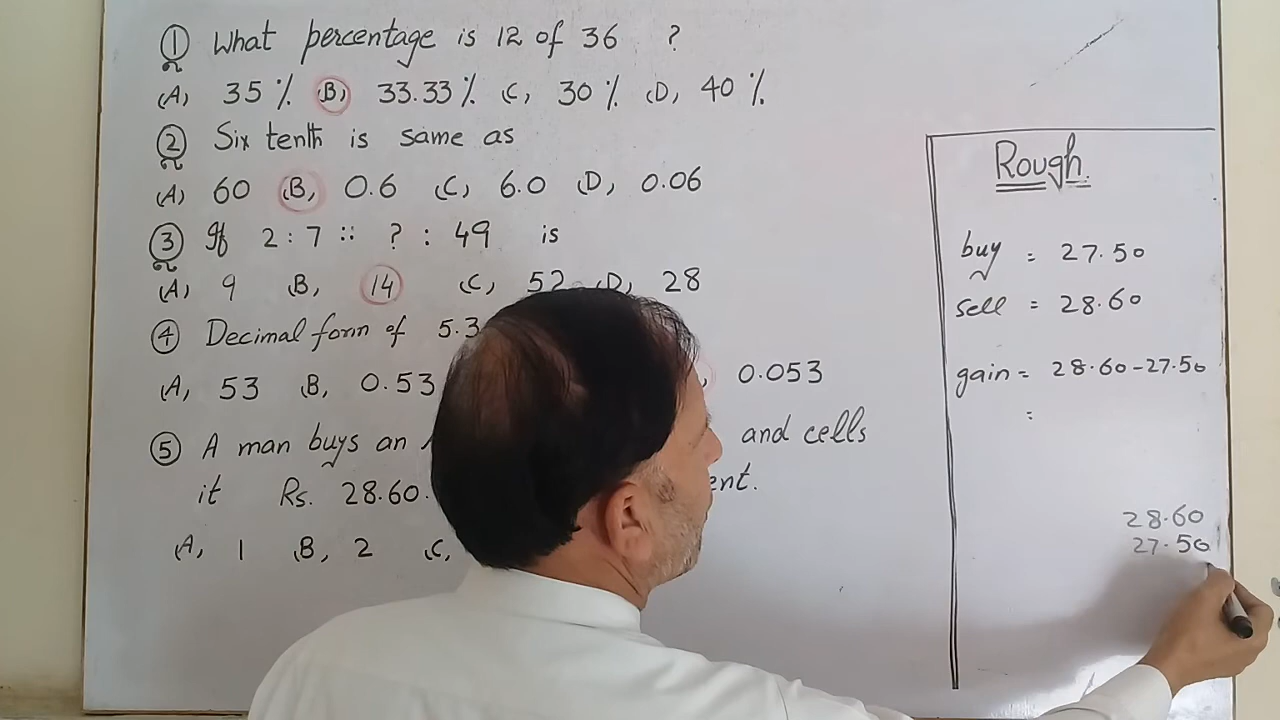 1 What percentage is 12 of 36 ?
(A) 35% (B) 33.33% (C) 30% (D) 40%
2 Six tenth is same as
(A) 60 (B) 0.6 (C) 6.0 (D) 0.06
3 If 2 : 7 :: ? : 49 is
(A) 9 (B) 14 (C) 52 (D) 28
4 Decimal form of 5.3
(A) 53 (B) 0.53 0.053
5 A man buys an and cells
it Rs. 28.60.
(A) 1 (B) 2 (C)
Rough.
buy = 27.50
sell = 28.60
gain = 28.60-27.50
=
28.60
27.50